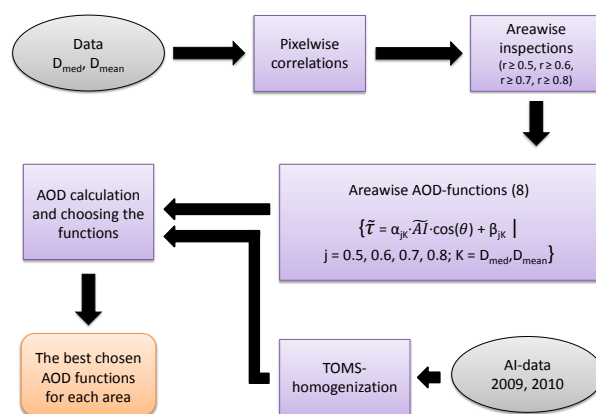 Data
D_med, D_mean
Pixelwise
correlations
Areawise
inspections
(r ≥ 0.5, r ≥ 0.6,
r ≥ 0.7, r ≥ 0.8)
AOD calculation
and choosing the
functions
Areawise AOD-functions (8)
{τ̃ = α_jK·ÃI·cos(θ) + β_jK |
j = 0.5, 0.6, 0.7, 0.8; K = D_med,D_mean}
The best chosen
AOD functions
for each area
TOMS-
homogenization
AI-data
2009, 2010